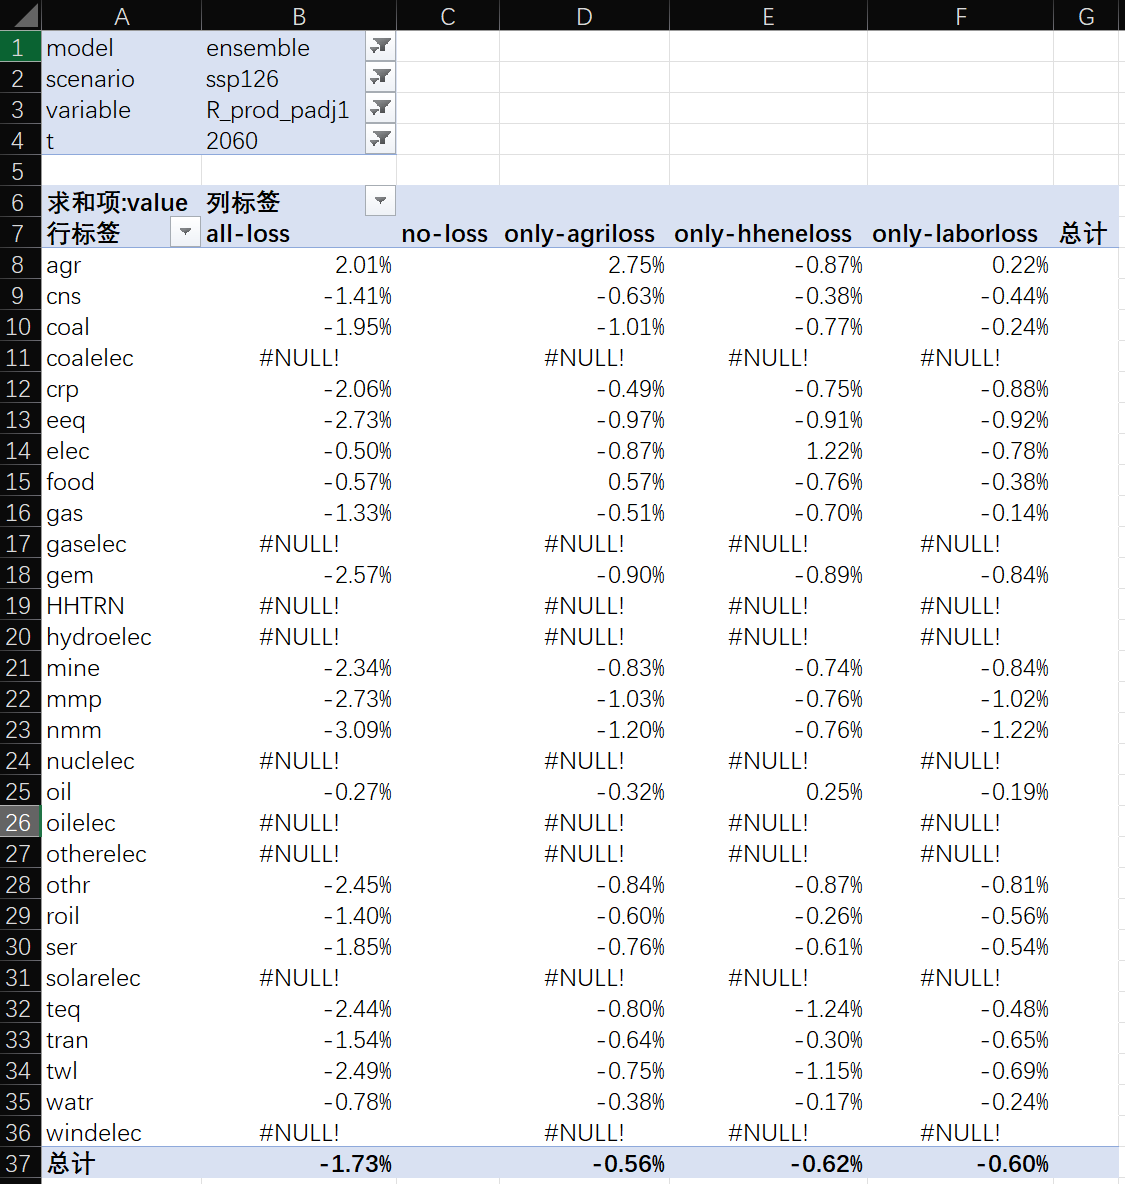 A B C D E F G
1 model ensemble
2 scenario ssp126
3 variable R_prod_padj1
4 t 2060
5
6 求和项:value 列标签
7 行标签 all-loss no-loss only-agriloss only-hheneloss only-laborloss 总计
8 agr 2.01% 2.75% -0.87% 0.22%
9 cns -1.41% -0.63% -0.38% -0.44%
10 coal -1.95% -1.01% -0.77% -0.24%
11 coalelec #NULL! #NULL! #NULL! #NULL!
12 crp -2.06% -0.49% -0.75% -0.88%
13 eeq -2.73% -0.97% -0.91% -0.92%
14 elec -0.50% -0.87% 1.22% -0.78%
15 food -0.57% 0.57% -0.76% -0.38%
16 gas -1.33% -0.51% -0.70% -0.14%
17 gaselec #NULL! #NULL! #NULL! #NULL!
18 gem -2.57% -0.90% -0.89% -0.84%
19 HHTRN #NULL! #NULL! #NULL! #NULL!
20 hydroelec #NULL! #NULL! #NULL! #NULL!
21 mine -2.34% -0.83% -0.74% -0.84%
22 mmp -2.73% -1.03% -0.76% -1.02%
23 nmm -3.09% -1.20% -0.76% -1.22%
24 nuclelec #NULL! #NULL! #NULL! #NULL!
25 oil -0.27% -0.32% 0.25% -0.19%
26 oilelec #NULL! #NULL! #NULL! #NULL!
27 otherelec #NULL! #NULL! #NULL! #NULL!
28 othr -2.45% -0.84% -0.87% -0.81%
29 roil -1.40% -0.60% -0.26% -0.56%
30 ser -1.85% -0.76% -0.61% -0.54%
31 solarelec #NULL! #NULL! #NULL! #NULL!
32 teq -2.44% -0.80% -1.24% -0.48%
33 tran -1.54% -0.64% -0.30% -0.65%
34 twl -2.49% -0.75% -1.15% -0.69%
35 watr -0.78% -0.38% -0.17% -0.24%
36 windelec #NULL! #NULL! #NULL! #NULL!
37 总计 -1.73% -0.56% -0.62% -0.60%